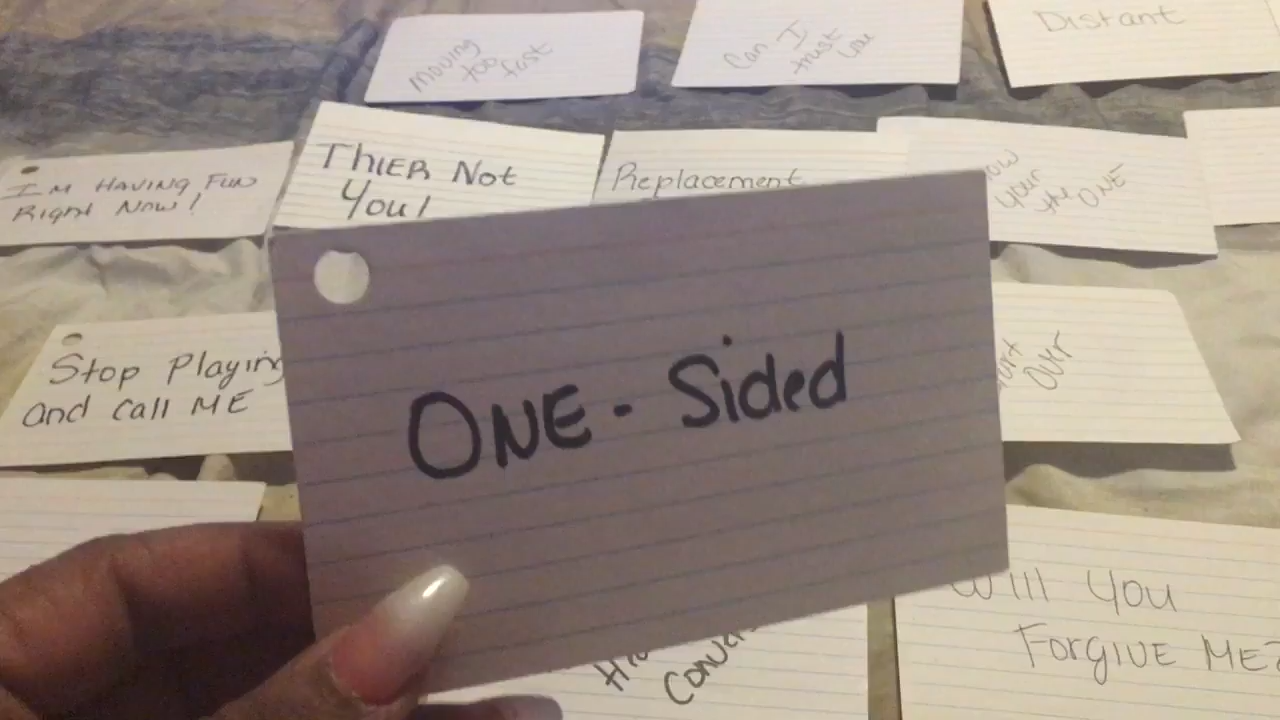 Moving
too fast
Can I
trust
you
Distant
I'm Having Fun
Right Now!
Thier Not
You!
Replacement
your
the ONE
Stop Playing
and call ME
ONE - Sided
Over
Will You
Forgive ME?